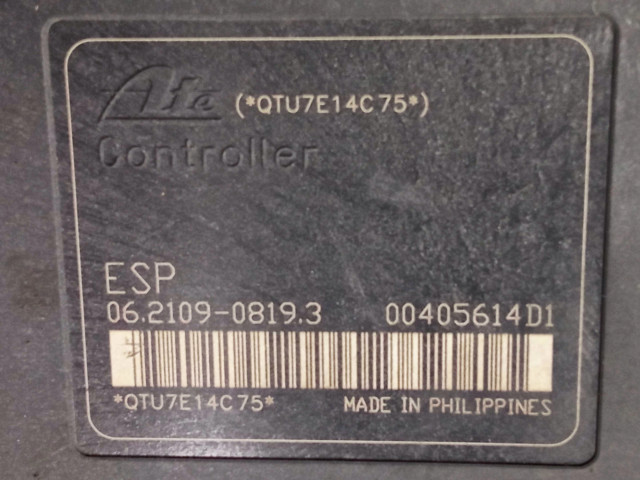 Ate (*QTU7E14C75*)
Controller
ESP
06.2109-0819.3 00405614D1
*QTU7E14C75* MADE IN PHILIPPINES